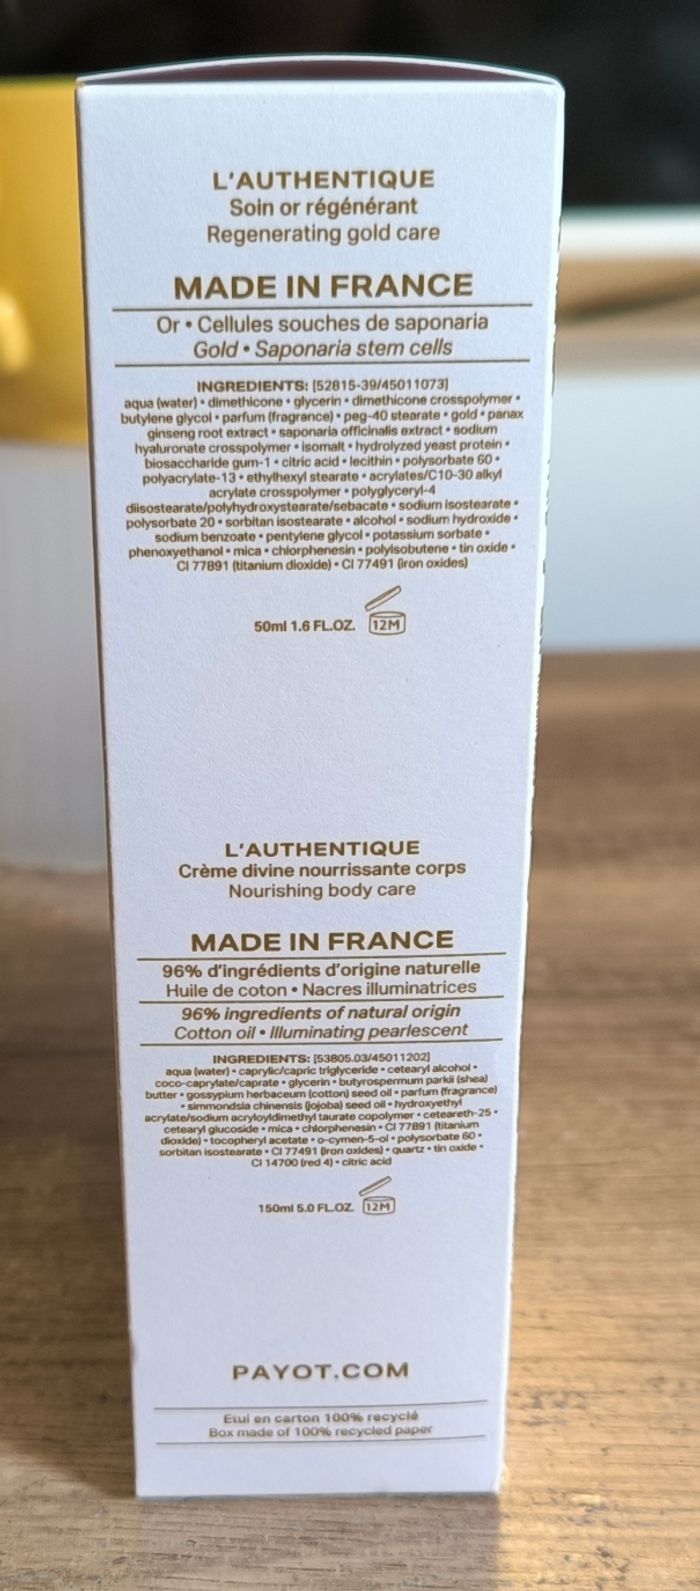 L'AUTHENTIQUE
Soin or régénérant
Regenerating gold care
MADE IN FRANCE
Or • Cellules souches de saponaria
Gold • Saponaria stem cells
INGREDIENTS: [52815-39/45011073]
aqua (water) • dimethicone • glycerin • dimethicone crosspolymer •
butylene glycol • parfum (fragrance) • peg-40 stearate • gold • panax
ginseng root extract • saponaria officinalis extract • sodium
hyaluronate crosspolymer • isomalt • hydrolyzed yeast protein •
biosaccharide gum-1 • citric acid • lecithin • polysorbate 60 •
polyacrylate-13 • ethylhexyl stearate • acrylates/C10-30 alkyl
acrylate crosspolymer • polyglyceryl-4
diisostearate/polyhydroxystearate/sebacate • sodium isostearate •
polysorbate 20 • sorbitan isostearate • alcohol • sodium hydroxide •
sodium benzoate • pentylene glycol • potassium sorbate •
phenoxyethanol • mica • chlorphenesin • polyisobutene • tin oxide •
CI 77891 (titanium dioxide) • CI 77491 (iron oxides)
50ml 1.6 FL.OZ. 12M
L'AUTHENTIQUE
Crème divine nourrissante corps
Nourishing body care
MADE IN FRANCE
96% d'ingrédients d'origine naturelle
Huile de coton • Nacres illuminatrices
96% ingredients of natural origin
Cotton oil • Illuminating pearlescent
INGREDIENTS: [53805.03/45011202]
aqua (water) • caprylic/capric triglyceride • cetearyl alcohol •
coco-caprylate/caprate • glycerin • butyrospermum parkii (shea)
butter • gossypium herbaceum (cotton) seed oil • parfum (fragrance)
• simmondsia chinensis (jojoba) seed oil • hydroxyethyl
acrylate/sodium acryloyldimethyl taurate copolymer • ceteareth-25 •
cetearyl glucoside • mica • chlorphenesin • CI 77891 (titanium
dioxide) • tocopheryl acetate • o-cymen-5-ol • polysorbate 60 •
sorbitan isostearate • CI 77491 (iron oxides) • quartz • tin oxide •
CI 14700 (red 4) • citric acid
150ml 5.0 FL.OZ. 12M
PAYOT.COM
Etui en carton 100% recyclé
Box made of 100% recycled paper